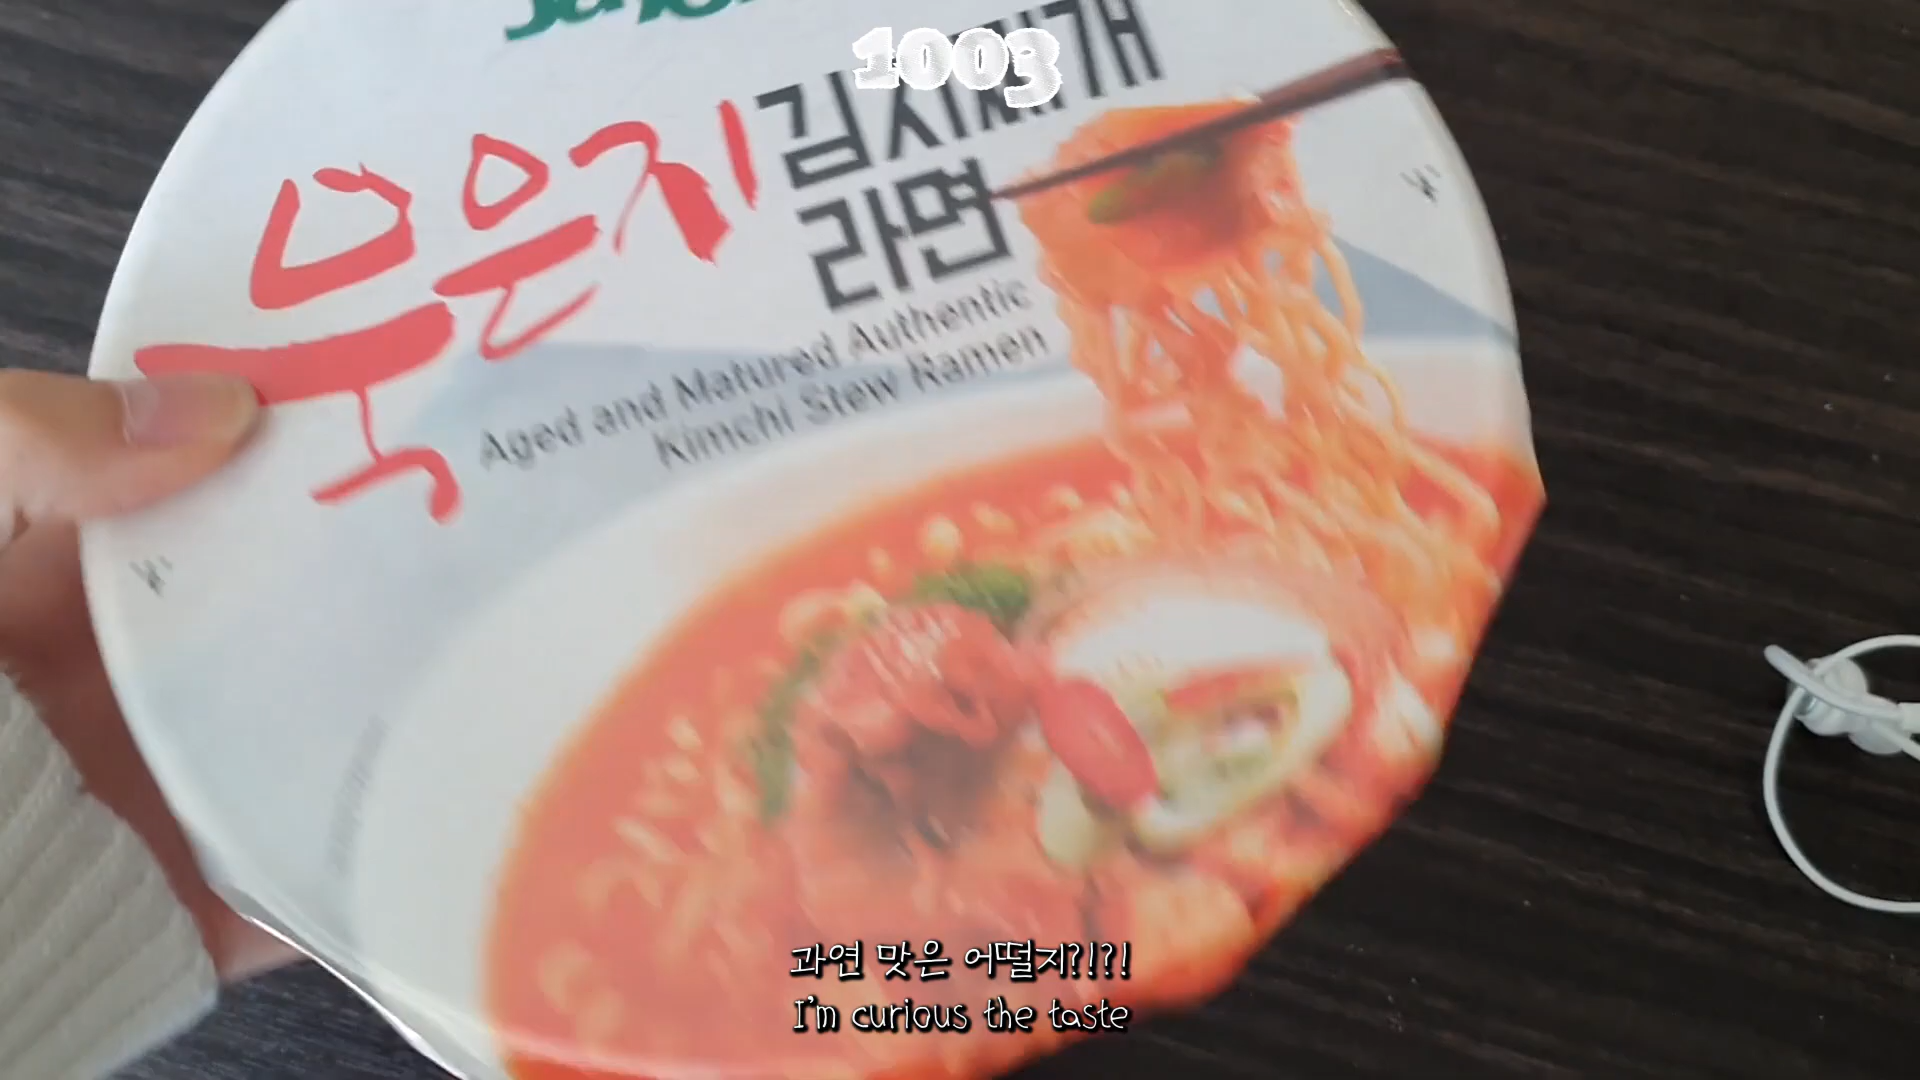 1003
묵은지 김치찌개
라면
Aged and Matured Authentic
Kimchi Stew Ramen
과연 맛은 어떨지?!?!
I'm curious the taste